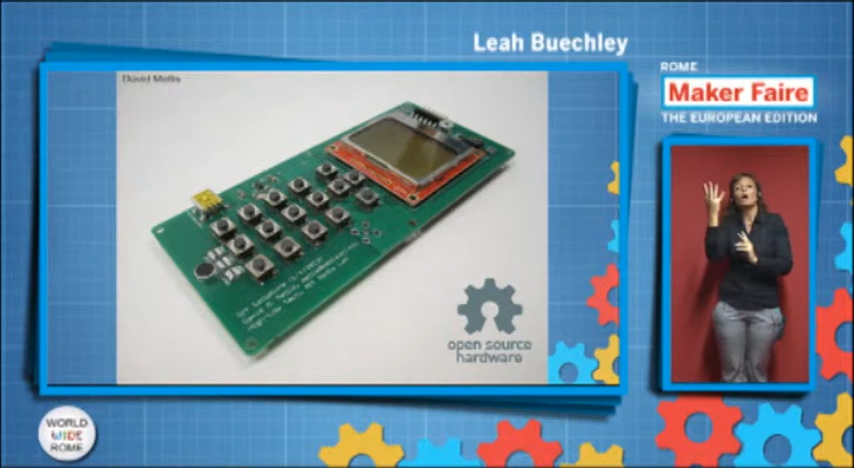 Leah Buechley
David Mellis
ROME
Maker Faire
THE EUROPEAN EDITION
open source
hardware
WORLD
WIDE
ROME